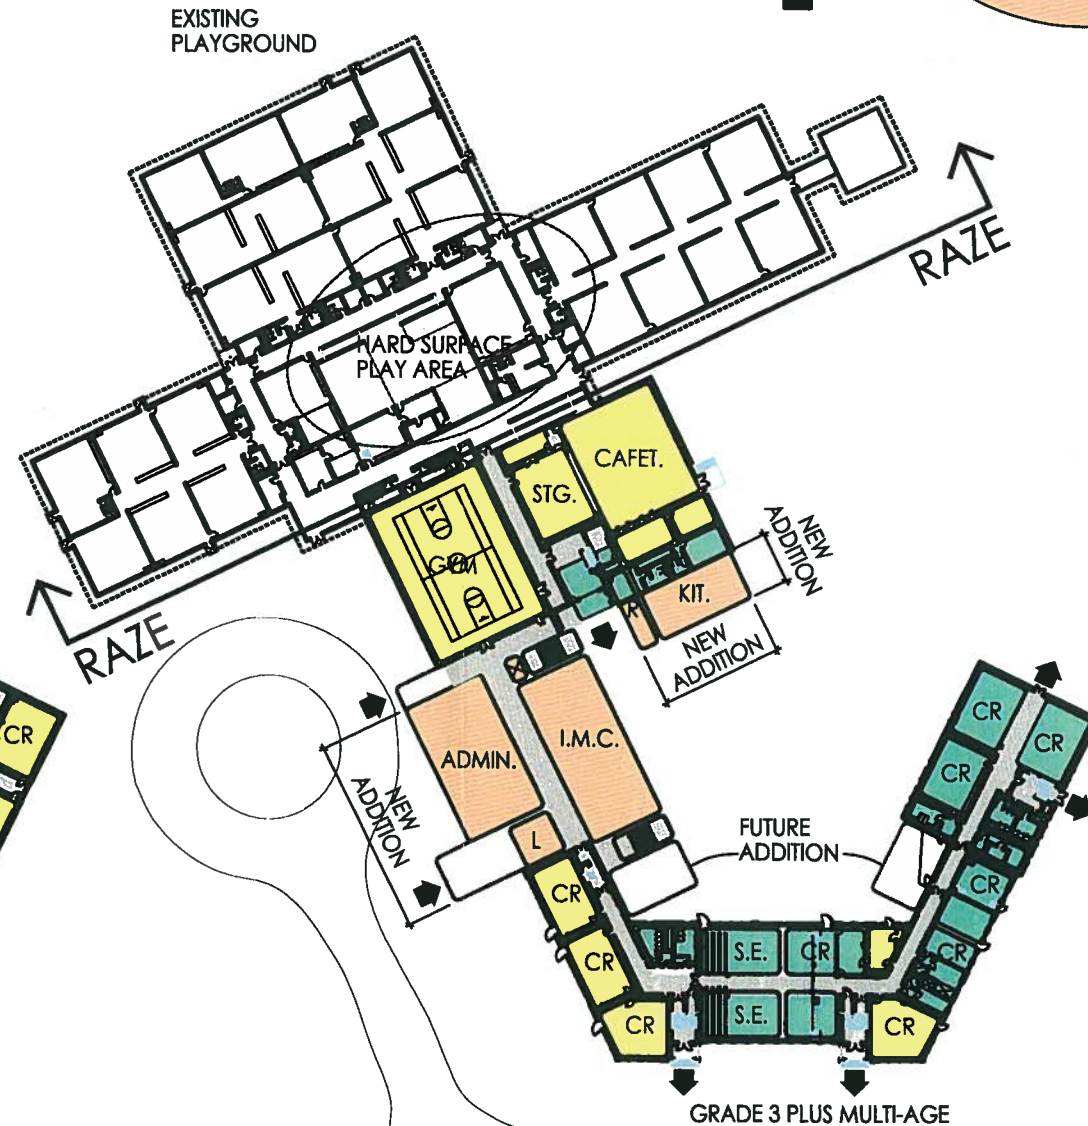 EXISTING
PLAYGROUND
RAZE
HARD SURFACE
PLAY AREA
CAFET.
STG.
GYM
NEW
ADDITION
KIT.
R
NEW
ADDITION
RAZE
CR
ADMIN.
I.M.C.
NEW
ADDITION
L
CR
CR
CR
FUTURE
ADDITION
CR
CR
S.E.
CR
CR
CR
CR
S.E.
CR
CR
GRADE 3 PLUS MULTI-AGE